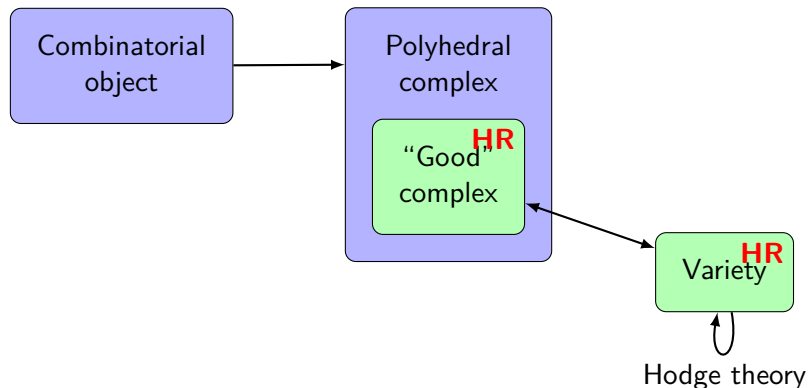 Combinatorial
object
Polyhedral
complex
HR
“Good”
complex
HR
Variety
Hodge theory